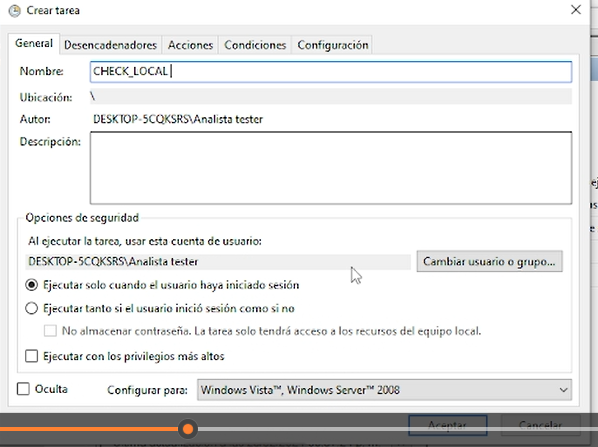 Crear tarea
General Desencadenadores Acciones Condiciones Configuración
Nombre: CHECK_LOCAL
Ubicación: \
Autor: DESKTOP-5CQKSRS\Analista tester
Descripción:
Opciones de seguridad
Al ejecutar la tarea, usar esta cuenta de usuario:
DESKTOP-5CQKSRS\Analista tester Cambiar usuario o grupo...
Ejecutar solo cuando el usuario haya iniciado sesión
Ejecutar tanto si el usuario inició sesión como si no
No almacenar contraseña. La tarea solo tendrá acceso a los recursos del equipo local.
Ejecutar con los privilegios más altos
Oculta Configurar para: Windows Vista™, Windows Server™ 2008
Aceptar Cancelar